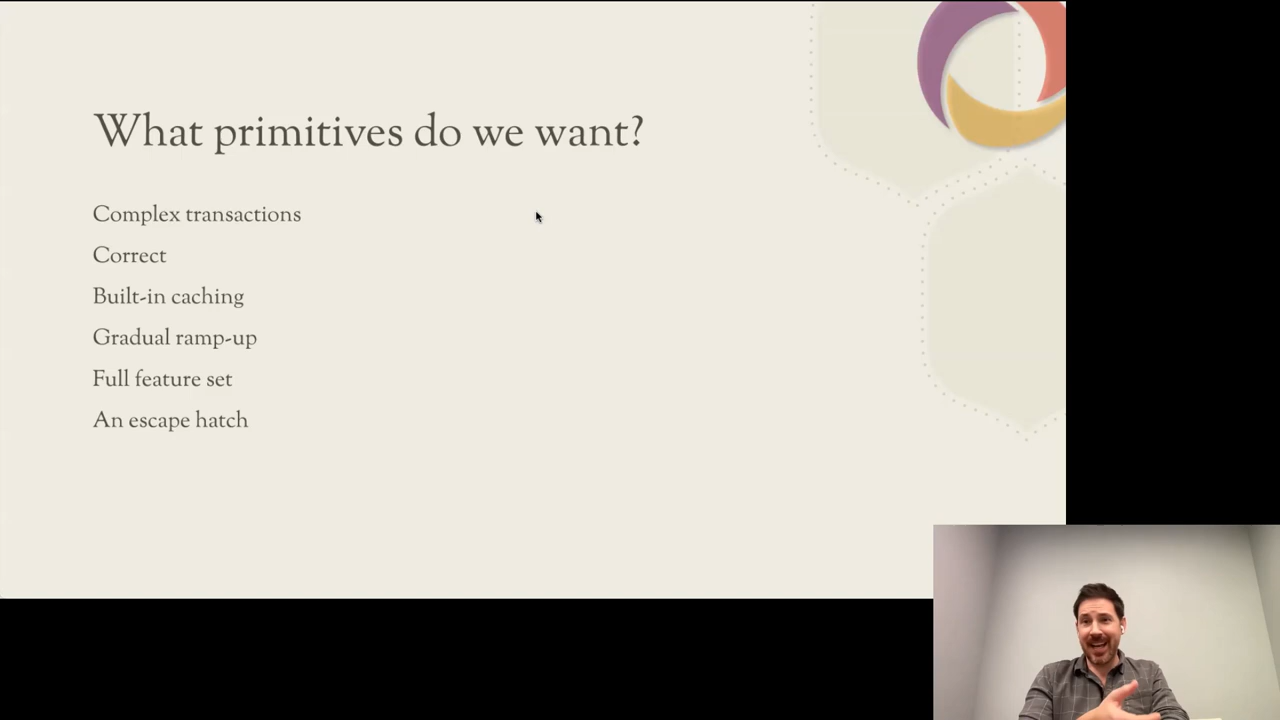 What primitives do we want?
Complex transactions
Correct
Built-in caching
Gradual ramp-up
Full feature set
An escape hatch